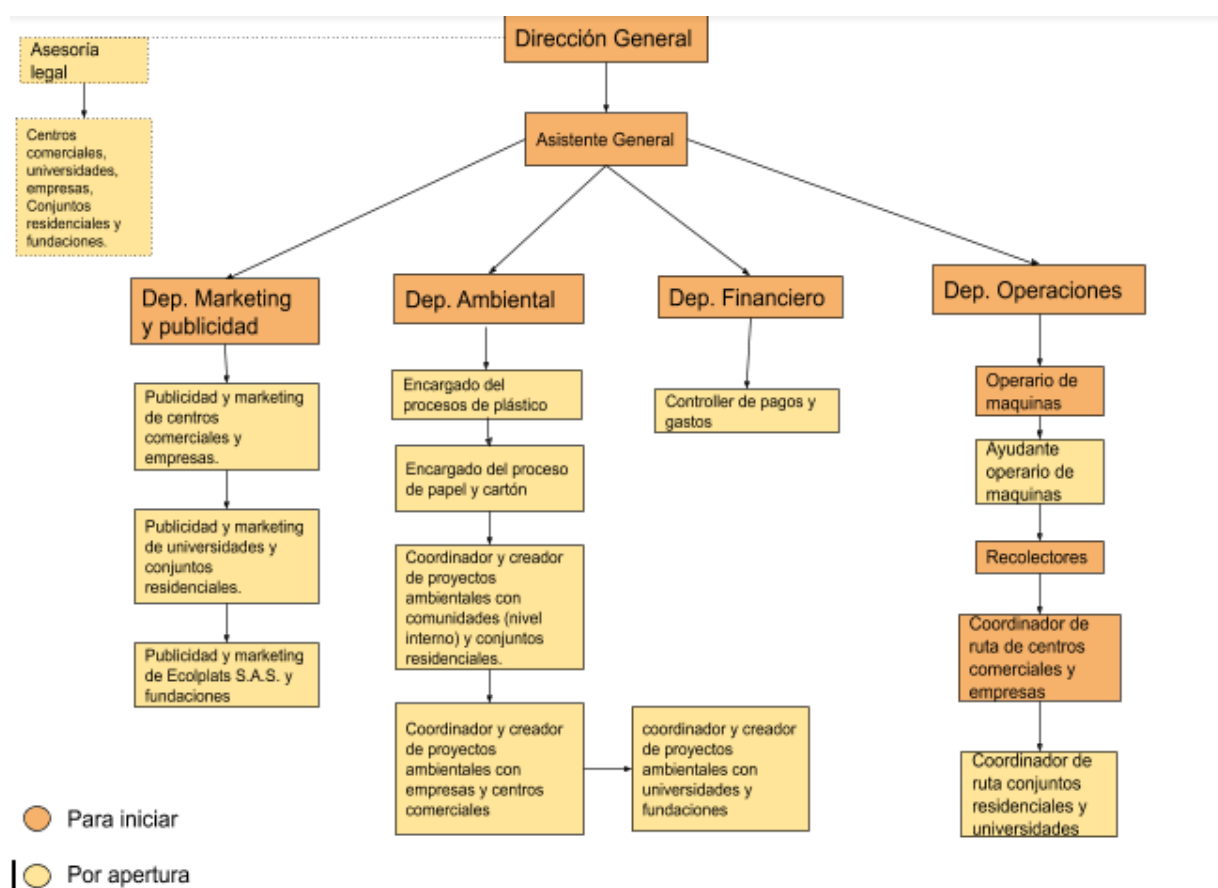 Dirección General
Asesoría
legal
Centros
comerciales,
universidades,
empresas,
Conjuntos
residenciales y
fundaciones.
Asistente General
Dep. Marketing
y publicidad
Dep. Ambiental
Dep. Financiero
Dep. Operaciones
Publicidad y marketing
de centros
comerciales y
empresas.
Publicidad y marketing
de universidades y
conjuntos
residenciales.
Publicidad y marketing
de Ecolplats S.A.S. y
fundaciones
Encargado del
procesos de plástico
Encargado del proceso
de papel y cartón
Coordinador y creador
de proyectos
ambientales con
comunidades (nivel
interno) y conjuntos
residenciales.
Coordinador y creador
de proyectos
ambientales con
empresas y centros
comerciales
coordinador y creador
de proyectos
ambientales con
universidades y
fundaciones
Controller de pagos y
gastos
Operario de
maquinas
Ayudante
operario de
maquinas
Recolectores
Coordinador de
ruta de centros
comerciales y
empresas
Coordinador de
ruta conjuntos
residenciales y
universidades
Para iniciar
Por apertura